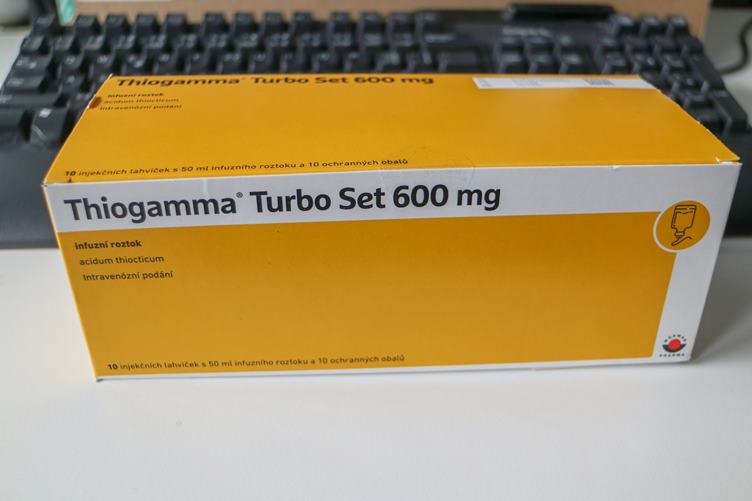 Thiogamma® Turbo Set 600 mg
infuzní roztok
acidum thiocticum
Intravenózní podání
10 injekčních lahviček s 50 ml infuzního roztoku a 10 ochranných obalů
Thiogamma® Turbo Set 600 mg
infuzní roztok
acidum thiocticum
Intravenózní podání
10 injekčních lahviček s 50 ml infuzního roztoku a 10 ochranných obalů
WÖRWAG
PHARMA